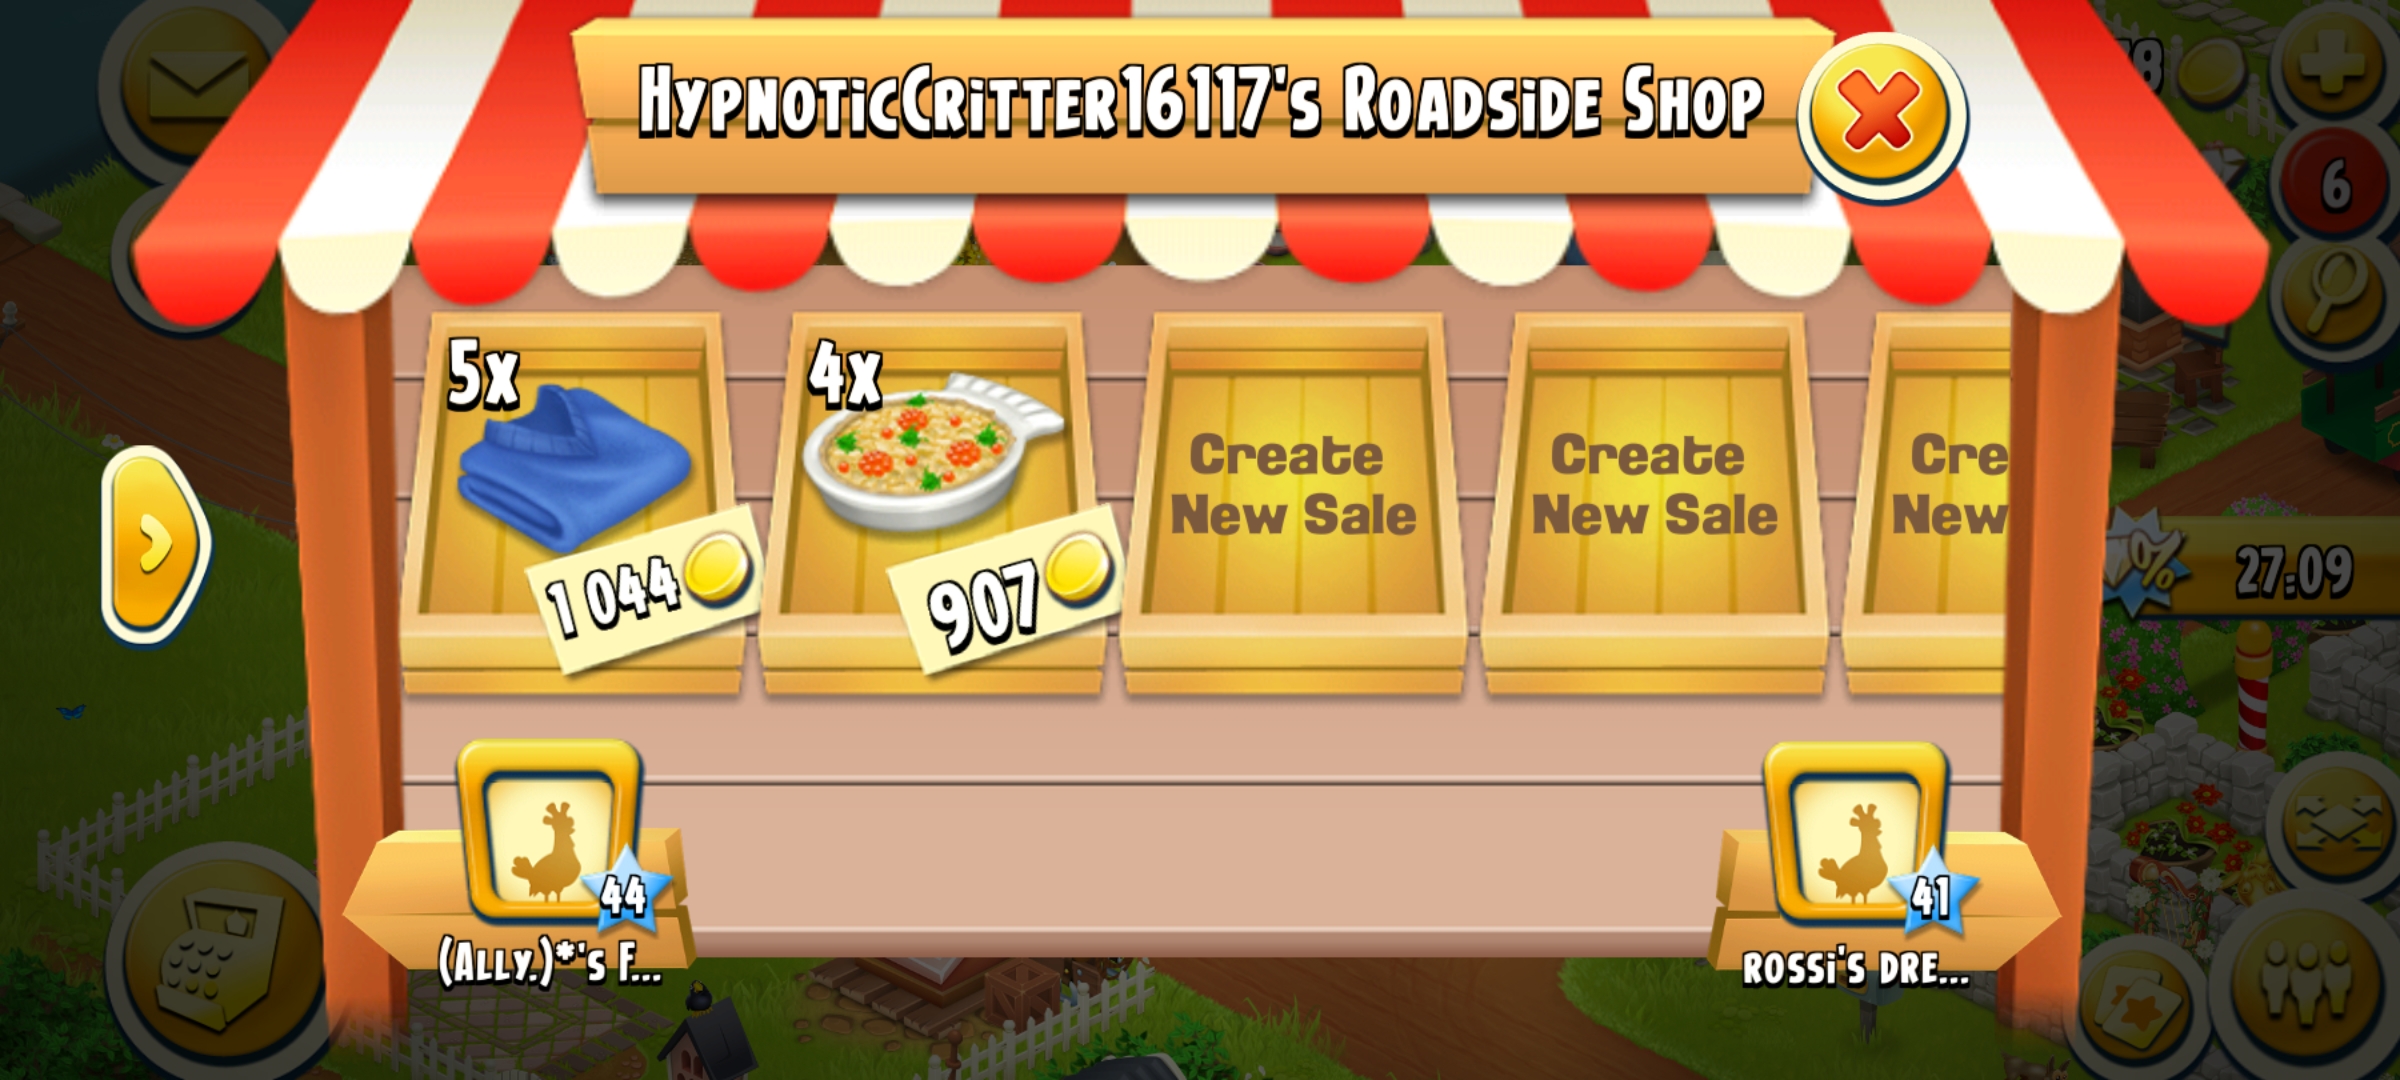 HypnoticCritter16117's Roadside Shop
6
5x
4x
Create
New Sale
Create
New Sale
Cre
New
1 044
907
27:09
44
41
(Ally.)*'s F...
Rossi's Dre...